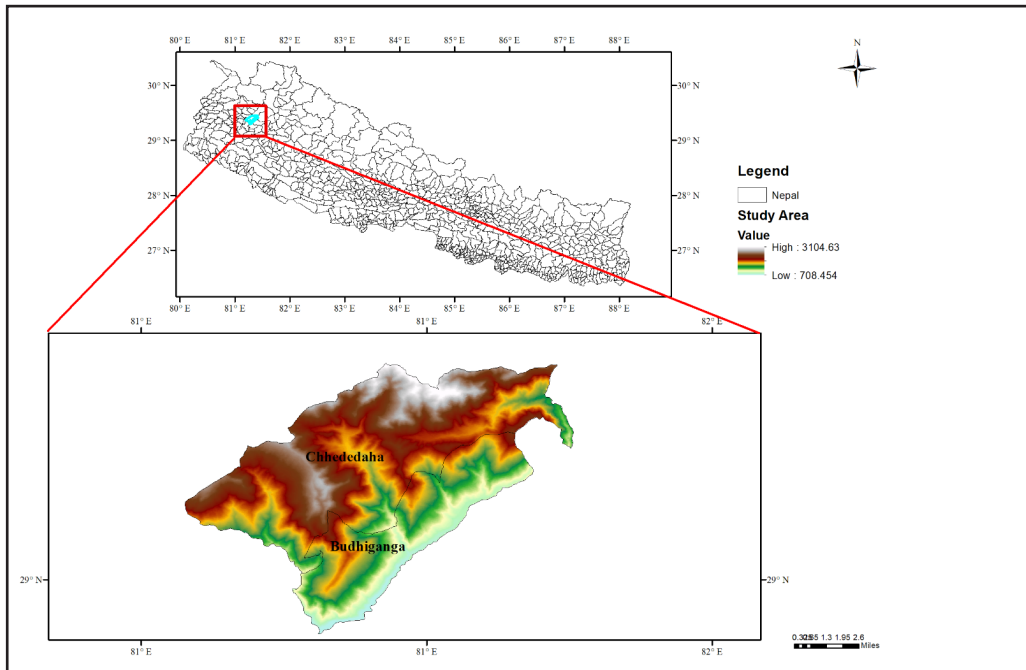 80° E 81° E 82° E 83° E 84° E 85° E 86° E 87° E 88° E
N
30° N 30° N
29° N 29° N
28° N 28° N
27° N 27° N
80° E 81° E 82° E 83° E 84° E 85° E 86° E 87° E 88° E
Legend
Nepal
Study Area
Value
High : 3104.63
Low : 708.454
81° E 81° E 82° E
Chhededaha
Budhiganga
29° N 29° N
81° E 81° E 82° E
1.3 1.95 2.6
Miles